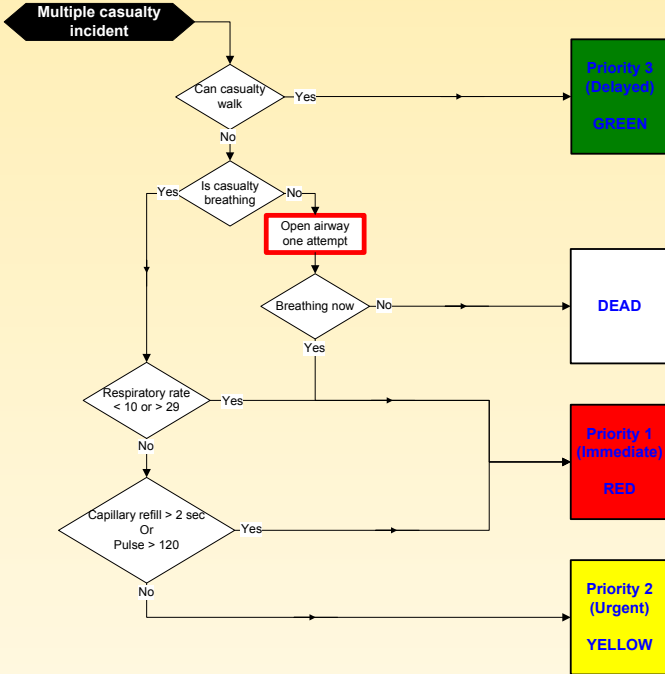 Multiple casualty
incident
Can casualty
walk
Yes
Priority 3
(Delayed)
GREEN
No
Is casualty
breathing
Yes
No
Open airway
one attempt
Breathing now
No
DEAD
Yes
Respiratory rate
< 10 or > 29
Yes
Priority 1
(Immediate)
RED
No
Capillary refill > 2 sec
Or
Pulse > 120
Yes
No
Priority 2
(Urgent)
YELLOW